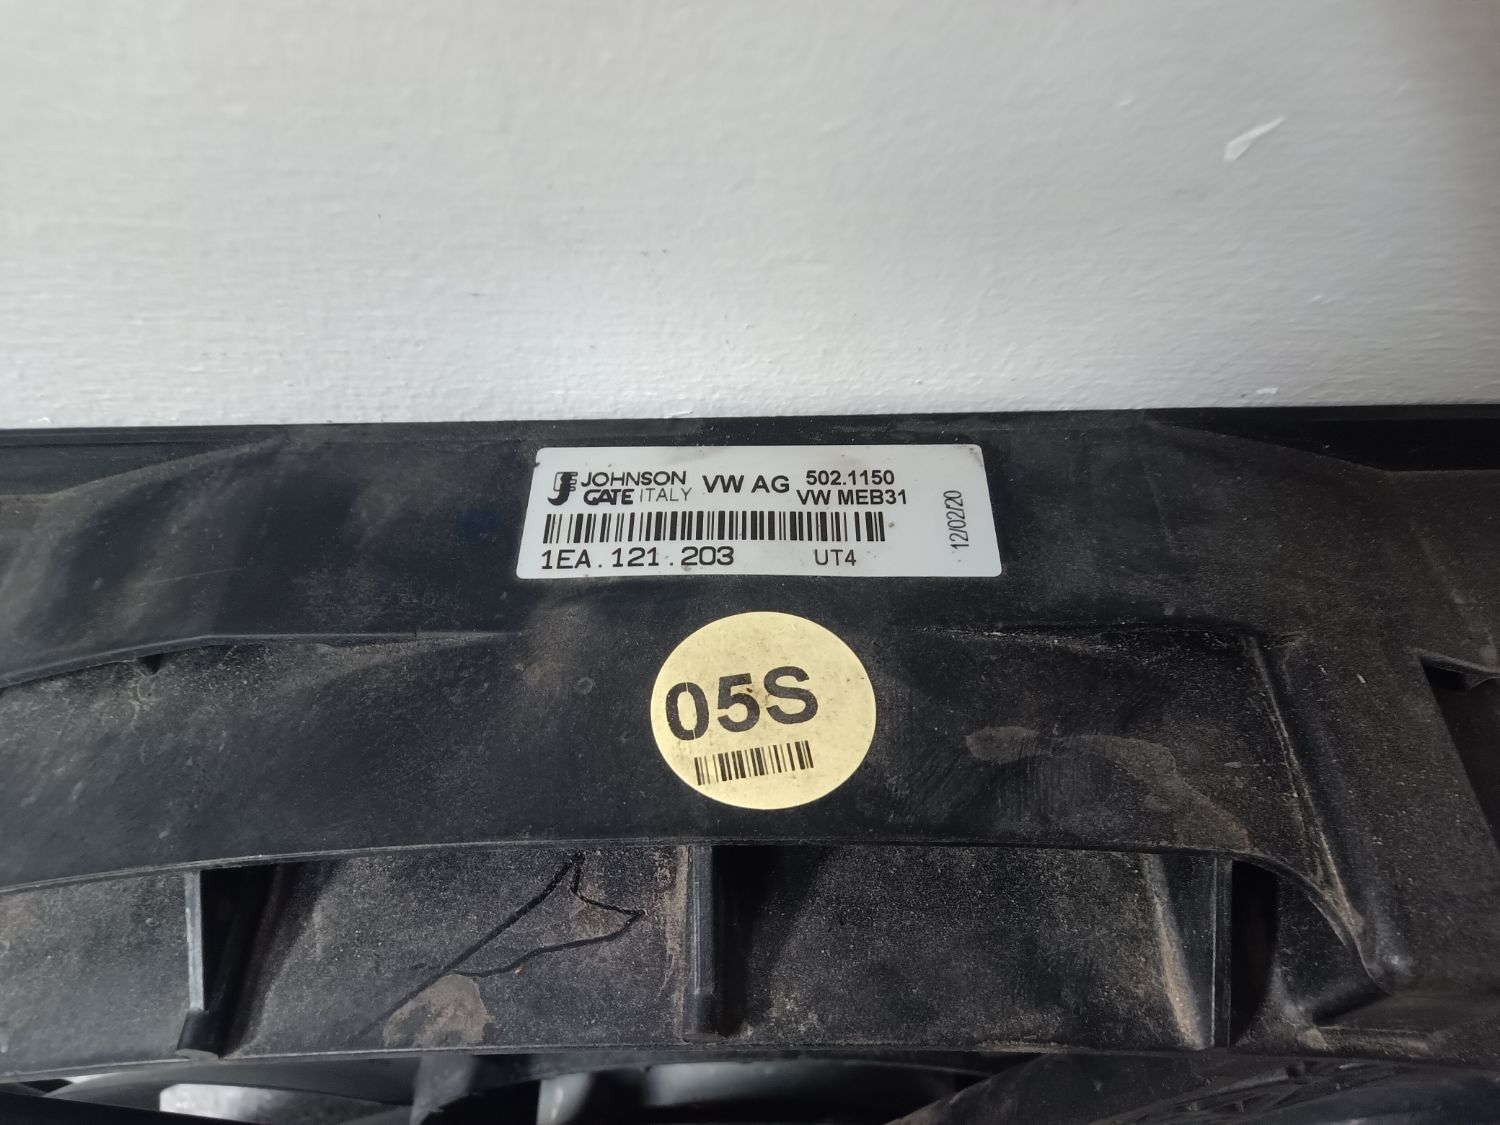 JOHNSON VW AG 502.1150
GATE ITALY VW MEB31
1EA.121.203 UT4
12/02/20
05S